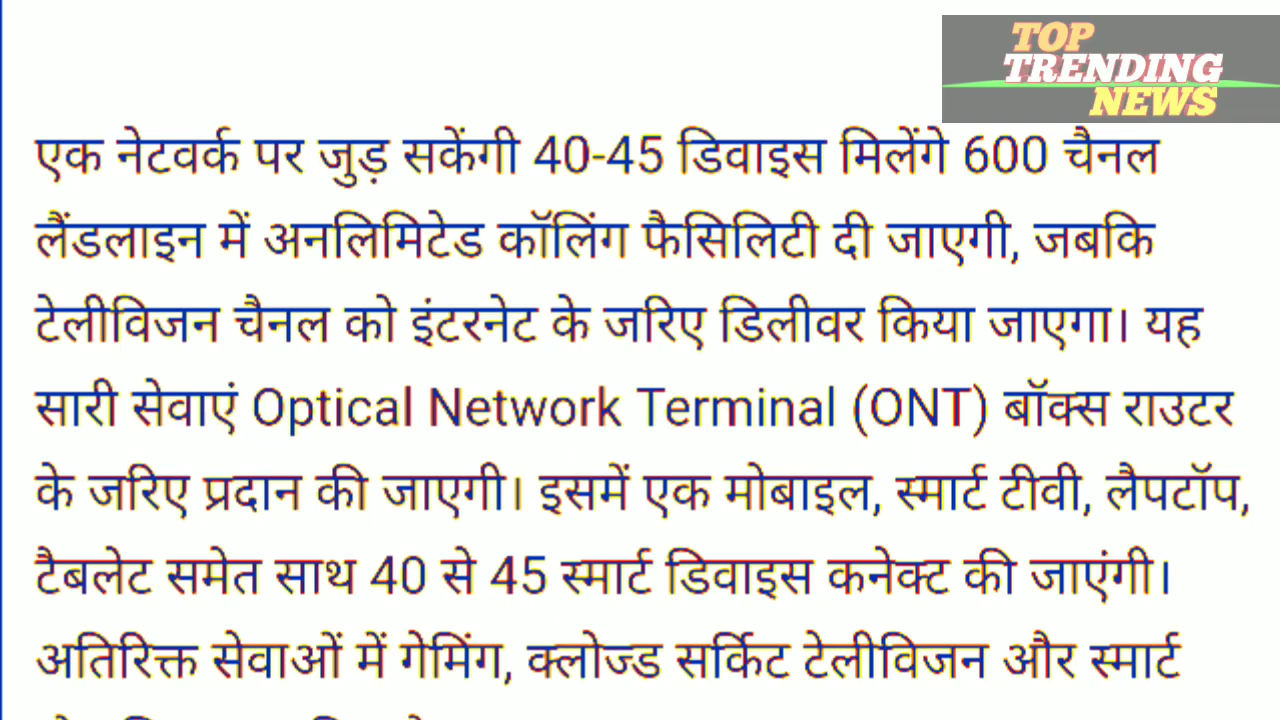 TOP
TRENDING
NEWS
एक नेटवर्क पर जुड़ सकेंगी 40-45 डिवाइस मिलेंगे 600 चैनल
लैंडलाइन में अनलिमिटेड कॉलिंग फैसिलिटी दी जाएगी, जबकि
टेलीविजन चैनल को इंटरनेट के जरिए डिलीवर किया जाएगा। यह
सारी सेवाएं Optical Network Terminal (ONT) बॉक्स राउटर
के जरिए प्रदान की जाएगी। इसमें एक मोबाइल, स्मार्ट टीवी, लैपटॉप,
टैबलेट समेत साथ 40 से 45 स्मार्ट डिवाइस कनेक्ट की जाएंगी।
अतिरिक्त सेवाओं में गेमिंग, क्लोज्ड सर्किट टेलीविजन और स्मार्ट